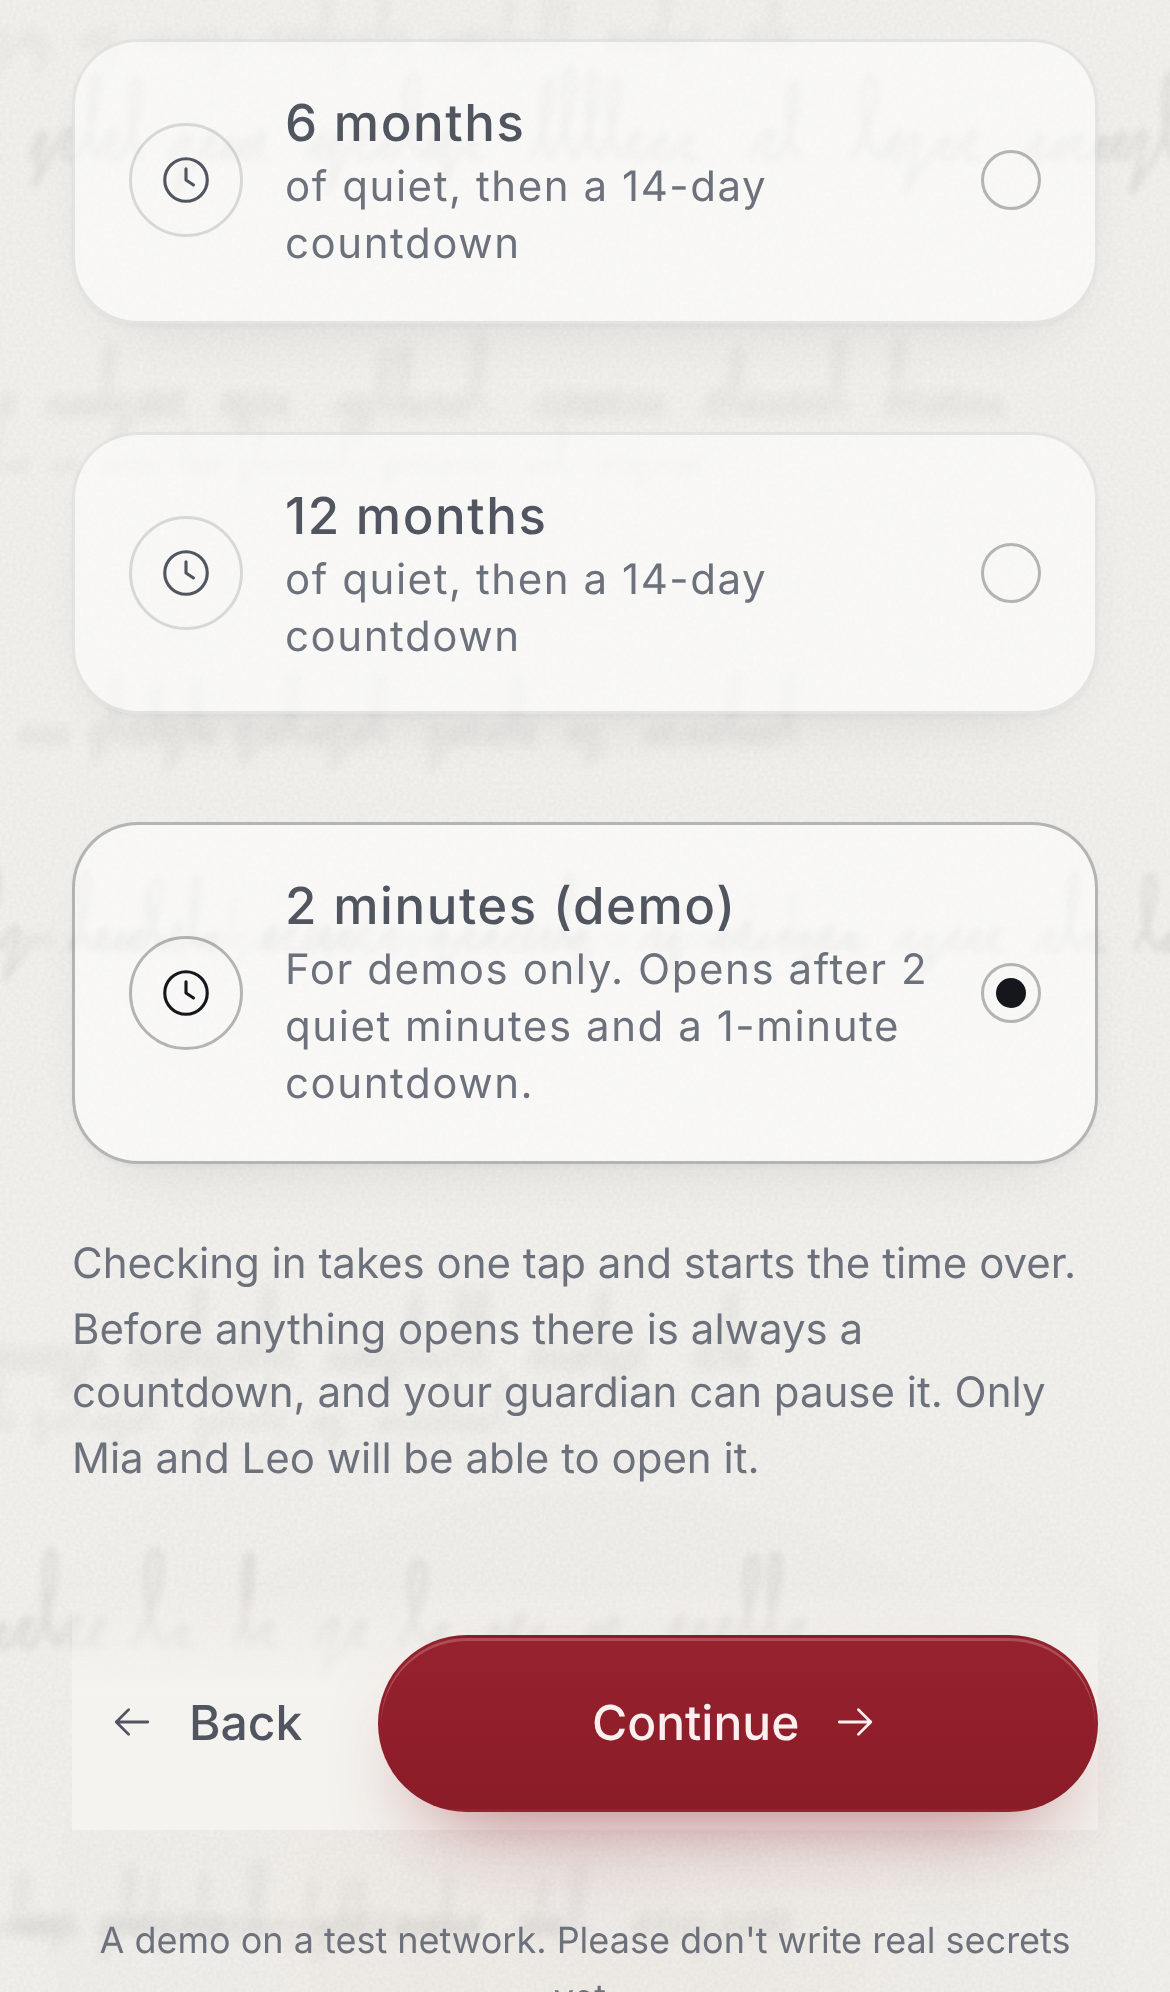 6 months
of quiet, then a 14-day
countdown
12 months
of quiet, then a 14-day
countdown
2 minutes (demo)
For demos only. Opens after 2
quiet minutes and a 1-minute
countdown.
Checking in takes one tap and starts the time over.
Before anything opens there is always a
countdown, and your guardian can pause it. Only
Mia and Leo will be able to open it.
Back
Continue
A demo on a test network. Please don't write real secrets